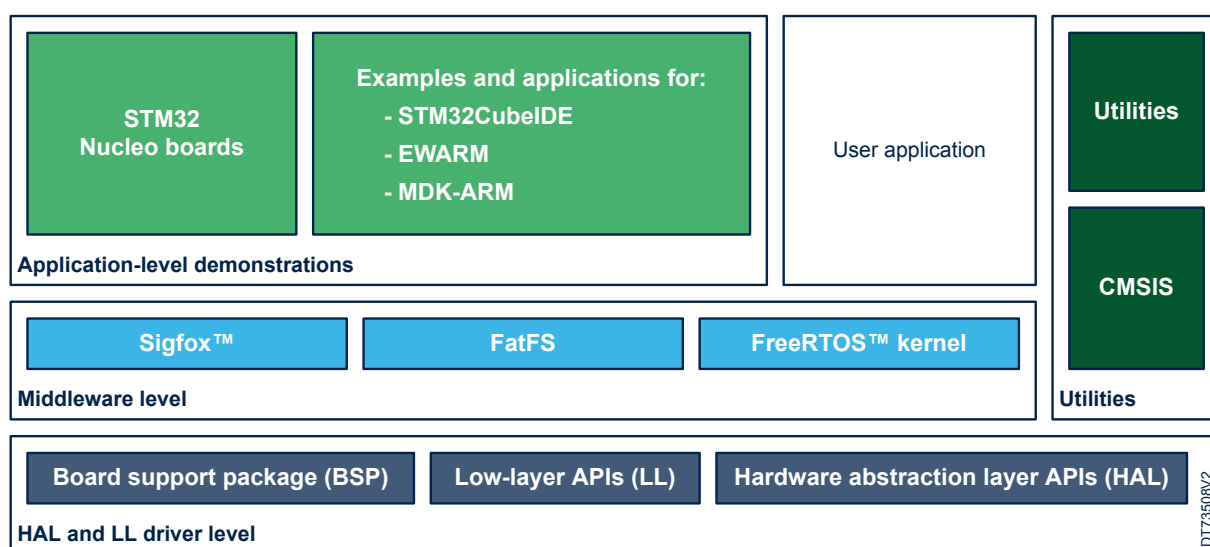 STM32
Nucleo boards
Examples and applications for:
- STM32CubeIDE
- EWARM
- MDK-ARM
Application-level demonstrations
User application
Utilities
CMSIS
Utilities
Sigfox™
FatFS
FreeRTOS™ kernel
Middleware level
Board support package (BSP)
Low-layer APIs (LL)
Hardware abstraction layer APIs (HAL)
HAL and LL driver level
DT73508V2